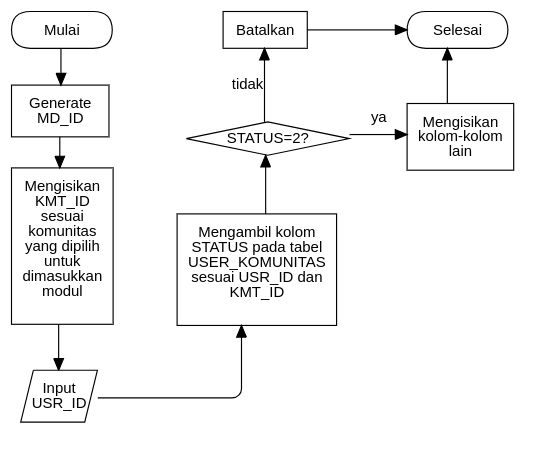 Mulai
Generate
MD_ID
Mengisikan
KMT_ID
sesuai
komunitas
yang dipilih
untuk
dimasukkan
modul
Input
USR_ID
Mengambil kolom
STATUS pada tabel
USER_KOMUNITAS
sesuai USR_ID dan
KMT_ID
STATUS=2?
tidak
Batalkan
ya
Mengisikan
kolom-kolom
lain
Selesai